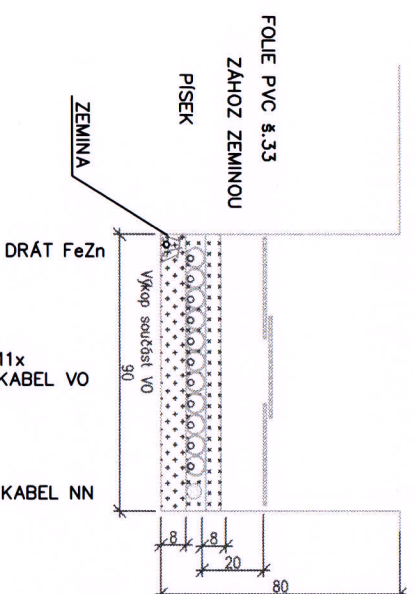 FOLIE PVC š.33
ZÁHOZ ZEMINOU
PÍSEK
ZEMINA
DRÁT FeZn
11x
KABEL VO
KABEL NN
Výkop součást VO
90
8
8
20
80